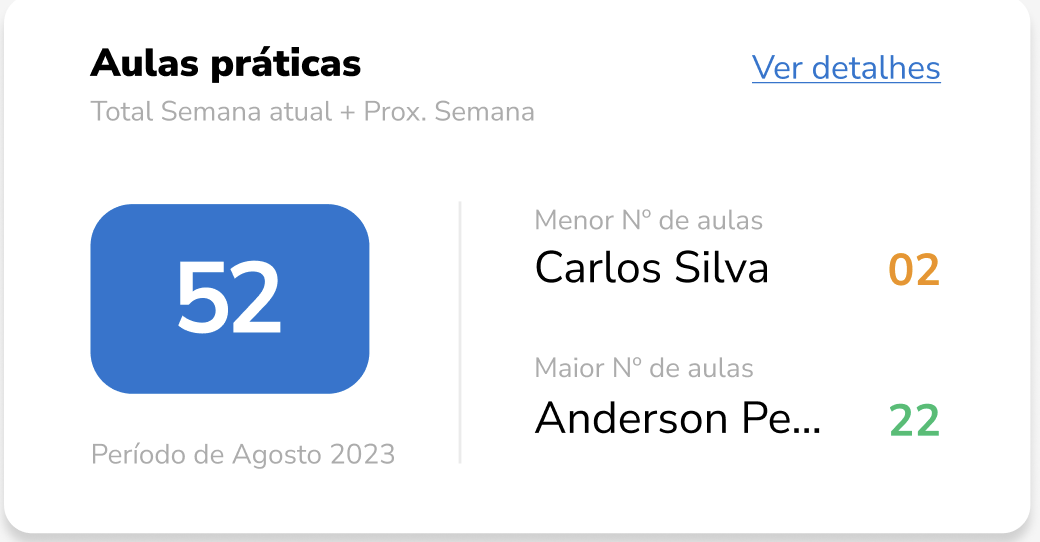 Aulas práticas
Ver detalhes
Total Semana atual + Prox. Semana
52
Período de Agosto 2023
Menor Nº de aulas
Carlos Silva 02
Maior Nº de aulas
Anderson Pe... 22